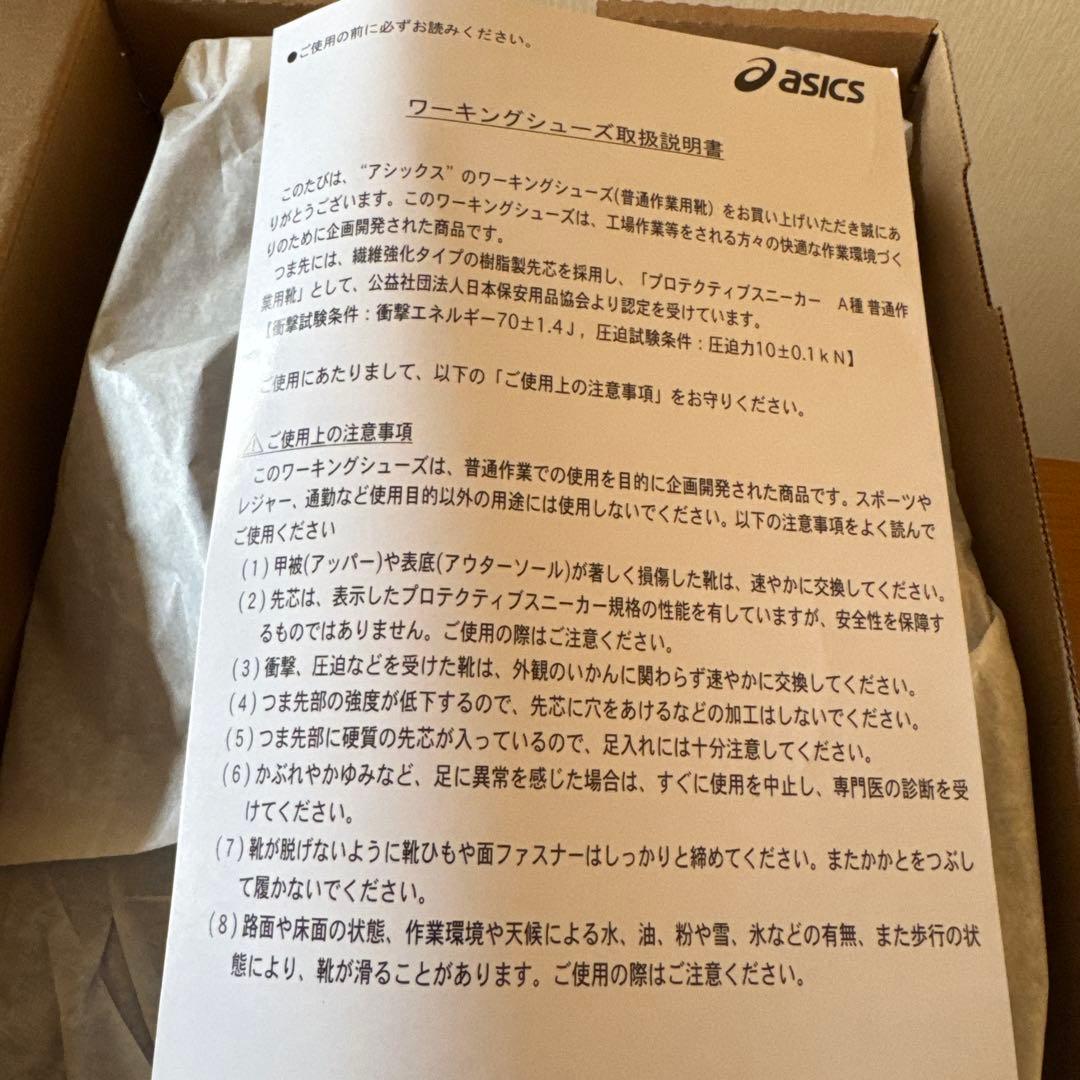 ●ご使用の前に必ずお読みください。
asics
ワーキングシューズ取扱説明書
このたびは、“アシックス”のワーキングシューズ(普通作業用靴)をお買い上げいただき誠にあ
りがとうございます。このワーキングシューズは、工場作業等をされる方々の快適な作業環境づく
りのために企画開発された商品です。
つま先には、繊維強化タイプの樹脂製先芯を採用し、「プロテクティブスニーカー　A種 普通作
業用靴」として、公益社団法人日本保安用品協会より認定を受けています。
【衝撃試験条件：衝撃エネルギー70±1.4J，圧迫試験条件：圧迫力10±0.1kN】
ご使用にあたりまして、以下の「ご使用上の注意事項」をお守りください。
⚠ご使用上の注意事項
このワーキングシューズは、普通作業での使用を目的に企画開発された商品です。スポーツや
レジャー、通勤など使用目的以外の用途には使用しないでください。以下の注意事項をよく読んで
ご使用ください
(1)甲被(アッパー)や表底(アウターソール)が著しく損傷した靴は、速やかに交換してください。
(2)先芯は、表示したプロテクティブスニーカー規格の性能を有していますが、安全性を保障す
るものではありません。ご使用の際はご注意ください。
(3)衝撃、圧迫などを受けた靴は、外観のいかんに関わらず速やかに交換してください。
(4)つま先部の強度が低下するので、先芯に穴をあけるなどの加工はしないでください。
(5)つま先部に硬質の先芯が入っているので、足入れには十分注意してください。
(6)かぶれやかゆみなど、足に異常を感じた場合は、すぐに使用を中止し、専門医の診断を受
けてください。
(7)靴が脱げないように靴ひもや面ファスナーはしっかりと締めてください。またかかとをつぶし
て履かないでください。
(8)路面や床面の状態、作業環境や天候による水、油、粉や雪、氷などの有無、また歩行の状
態により、靴が滑ることがあります。ご使用の際はご注意ください。